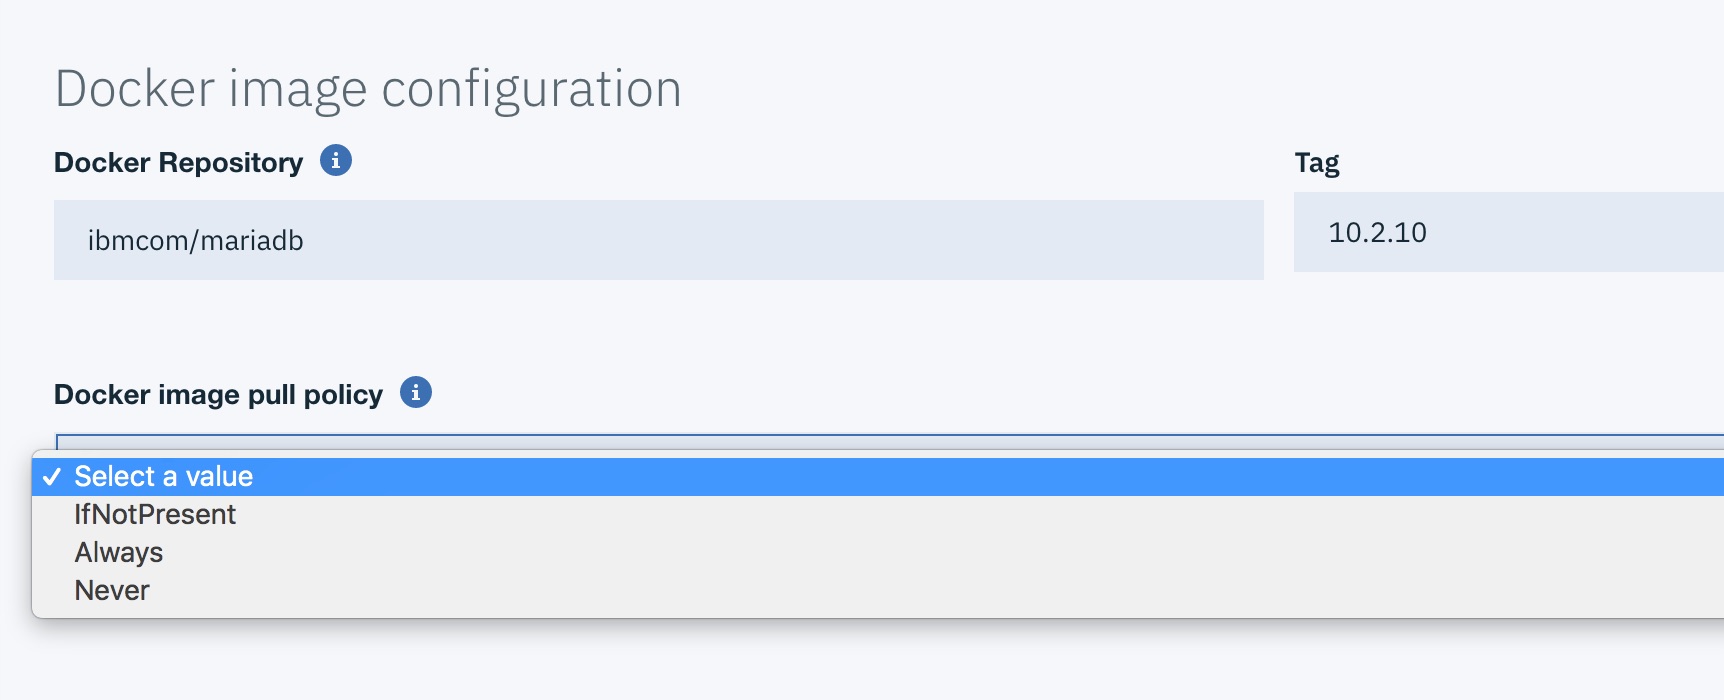 Docker image configuration
Docker Repository
Tag
ibmcom/mariadb
10.2.10
Docker image pull policy
✓ Select a value
IfNotPresent
Always
Never